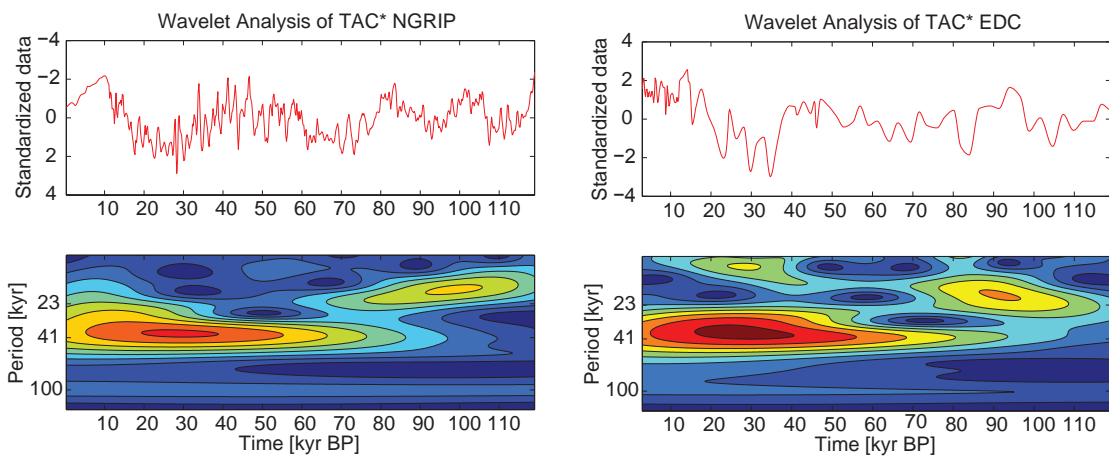 Wavelet Analysis of TAC* NGRIP
Standardized data
−4
−2
0
2
4
10 20 30 40 50 60 70 80 90 100 110
Period [kyr]
23
41
100
10 20 30 40 50 60 70 80 90 100 110
Time [kyr BP]
Wavelet Analysis of TAC* EDC
Standardized data
4
2
0
−2
−4
10 20 30 40 50 60 70 80 90 100 110
Period [kyr]
23
41
100
10 20 30 40 50 60 70 80 90 100 110
Time [kyr BP]